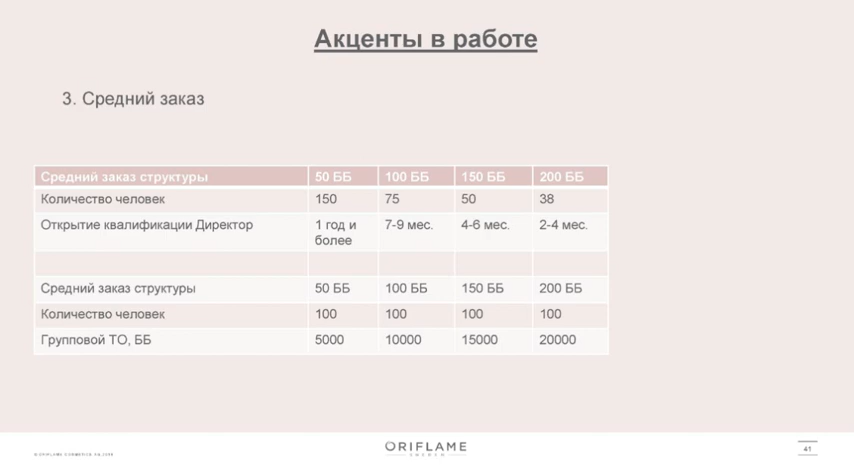 Акценты в работе
3. Средний заказ
Средний заказ структуры 50 ББ 100 ББ 150 ББ 200 ББ
Количество человек 150 75 50 38
Открытие квалификации Директор 1 год и более 7-9 мес. 4-6 мес. 2-4 мес.
Средний заказ структуры 50 ББ 100 ББ 150 ББ 200 ББ
Количество человек 100 100 100 100
Групповой ТО, ББ 5000 10000 15000 20000
ORIFLAME
SWEDEN
41